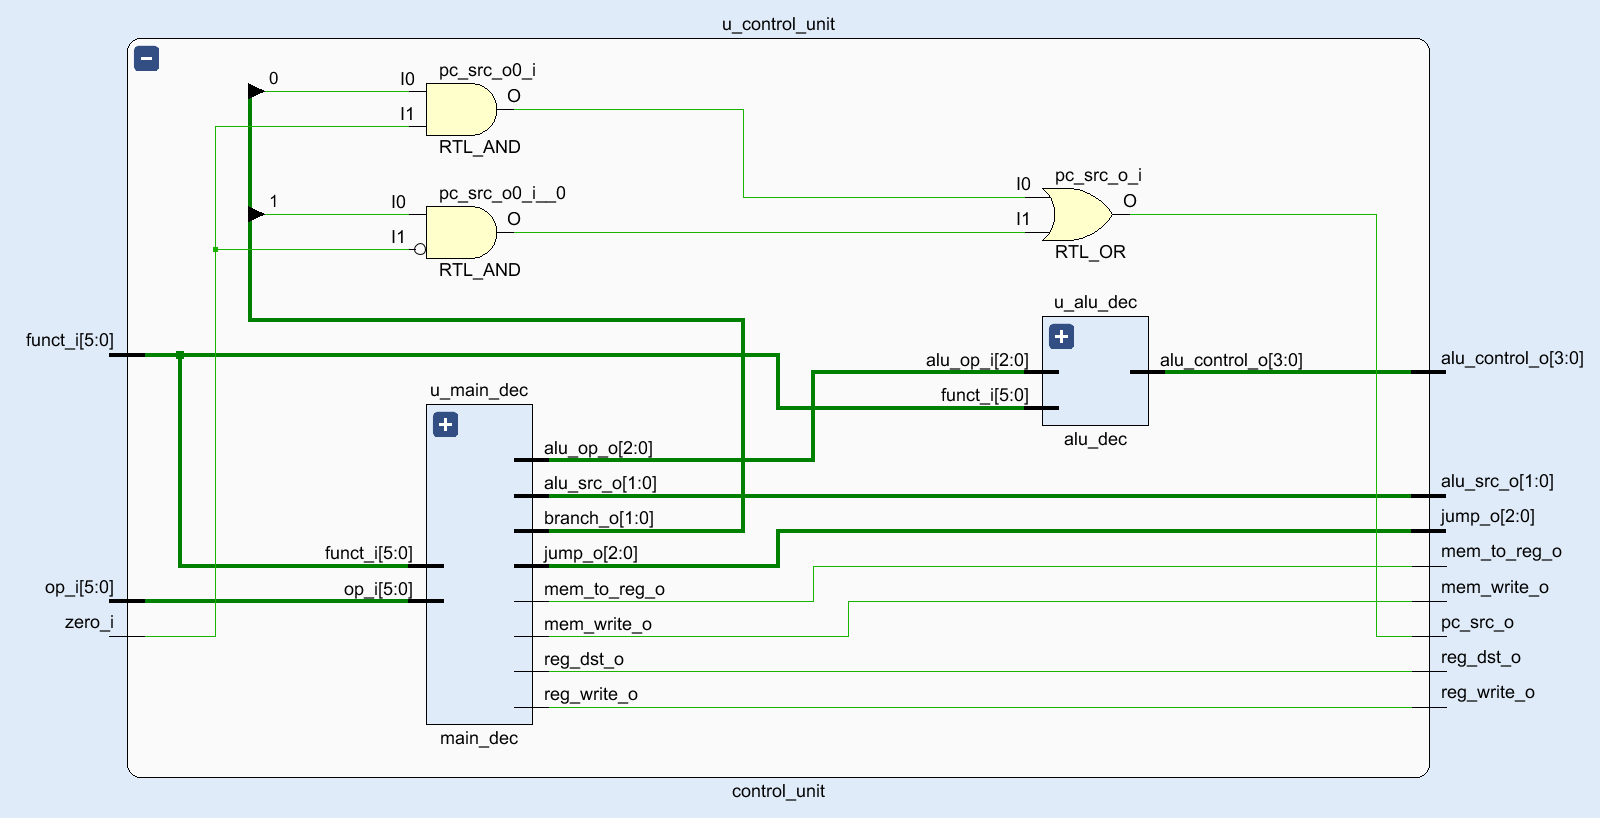 u_control_unit
0
I0
pc_src_o0_i
O
I1
RTL_AND
1
I0
pc_src_o0_i__0
O
I1
RTL_AND
I0
pc_src_o_i
O
I1
RTL_OR
u_alu_dec
funct_i[5:0]
alu_op_i[2:0]
alu_control_o[3:0]
alu_control_o[3:0]
funct_i[5:0]
alu_dec
u_main_dec
alu_op_o[2:0]
alu_src_o[1:0]
alu_src_o[1:0]
branch_o[1:0]
jump_o[2:0]
funct_i[5:0]
jump_o[2:0]
mem_to_reg_o
op_i[5:0]
op_i[5:0]
mem_to_reg_o
mem_write_o
zero_i
mem_write_o
pc_src_o
reg_dst_o
reg_dst_o
reg_write_o
reg_write_o
main_dec
control_unit